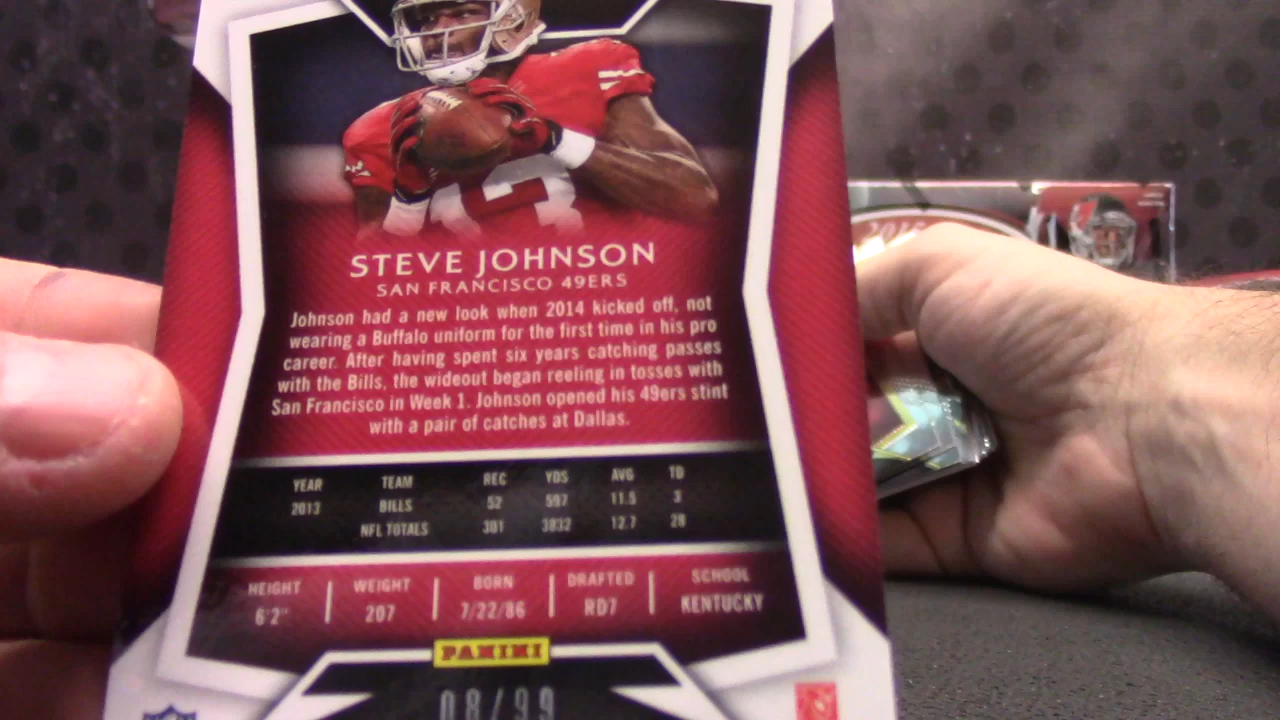 STEVE JOHNSON
SAN FRANCISCO 49ERS
Johnson had a new look when 2014 kicked off, not
wearing a Buffalo uniform for the first time in his pro
career. After having spent six years catching passes
with the Bills, the wideout began reeling in tosses with
San Francisco in Week 1. Johnson opened his 49ers stint
with a pair of catches at Dallas.
YEAR TEAM REC YDS AVG TD
2013 BILLS 52 597 11.5 3
NFL TOTALS 301 3832 12.7 28
HEIGHT WEIGHT BORN DRAFTED SCHOOL
6'2" 207 7/22/86 RD7 KENTUCKY
PANINI
08/99
13